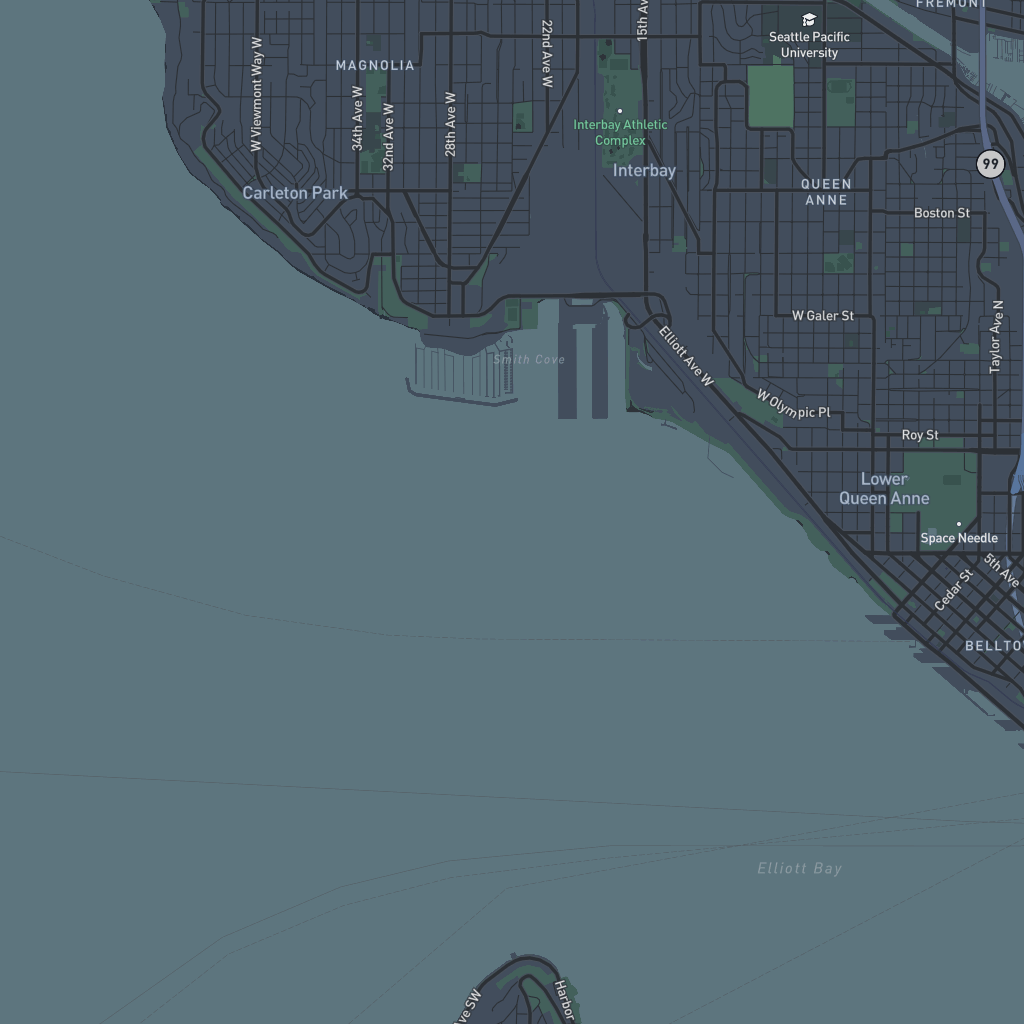 FREMONT
Seattle Pacific
University
22nd Ave W
15th Av
W Viewmont Way W
MAGNOLIA
34th Ave W
32nd Ave W
28th Ave W
Interbay Athletic
Complex
Interbay
99
Carleton Park
QUEEN
ANNE
Boston St
W Galer St
Taylor Ave N
Elliott Ave W
Smith Cove
W Olympic Pl
Roy St
Lower
Queen Anne
Space Needle
5th Ave
Cedar St
BELLTO
Elliott Bay
Ave SW
Harbor